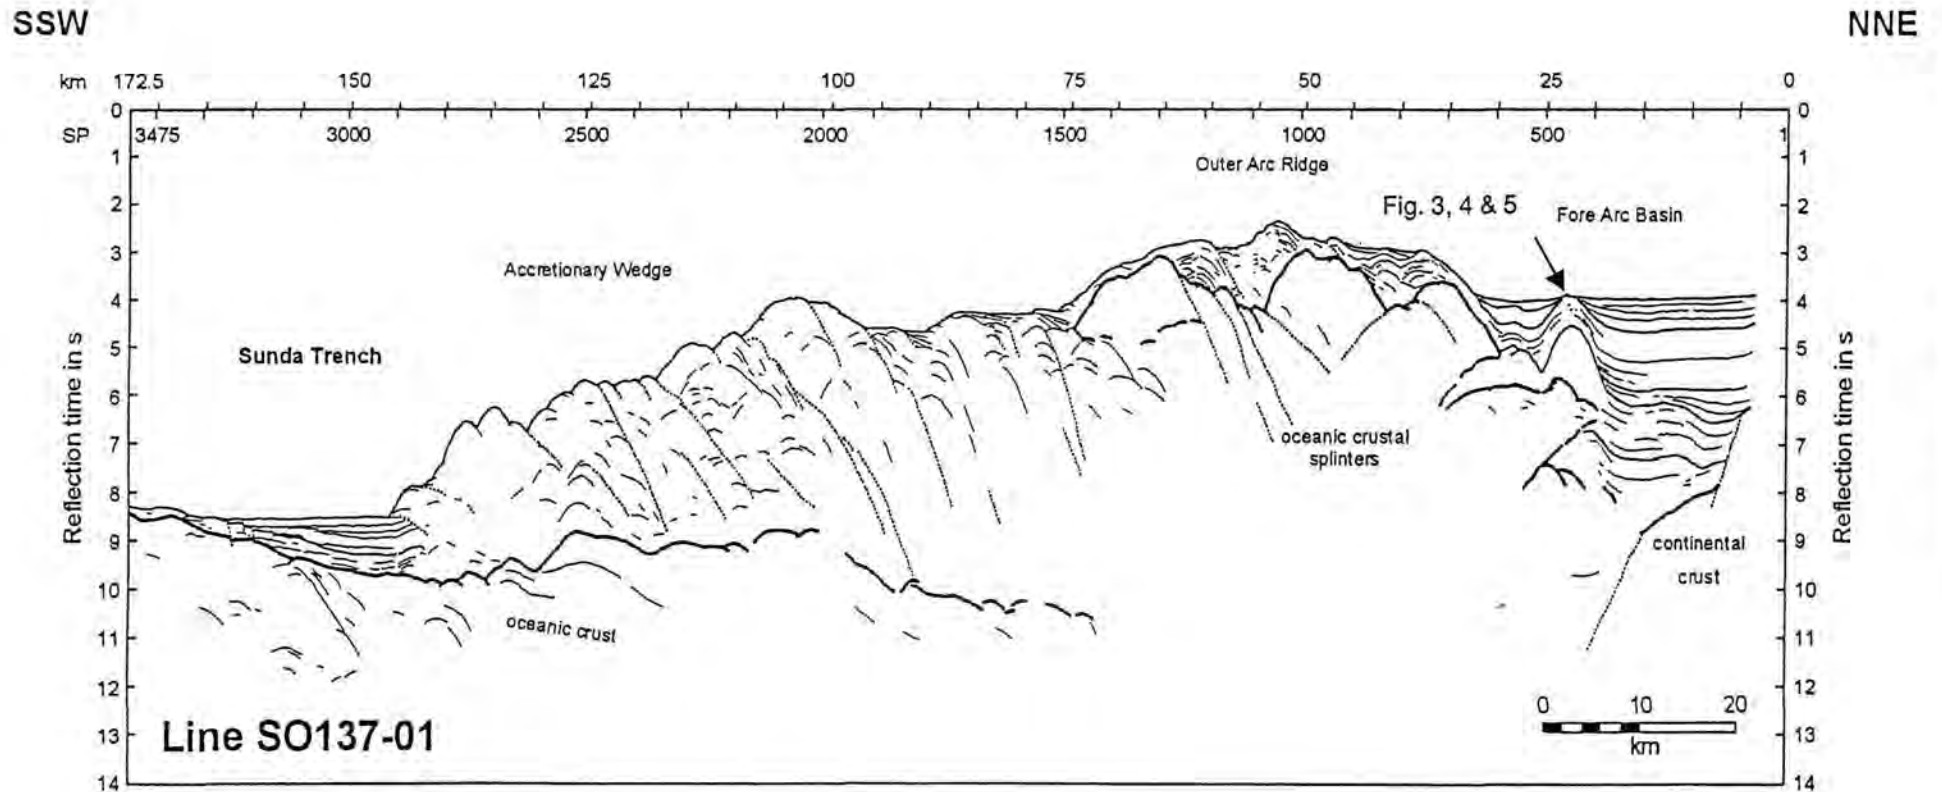 SSW NNE
km 172.5 150 125 100 75 50 25 0
0 0
SP 3475 3000 2500 2000 1500 1000 500 1
1 1
Outer Arc Ridge
2 Fig. 3, 4 & 5 Fore Arc Basin 2
3 3
Accretionary Wedge
4 4
5 5
Sunda Trench
6 6
7 7
oceanic crustal
splinters
8 8
Reflection time in s
Reflection time in s
9 9
continental
crust
10 10
oceanic crust
11 11
12 12
0 10 20
km
13 13
Line SO137-01
14 14